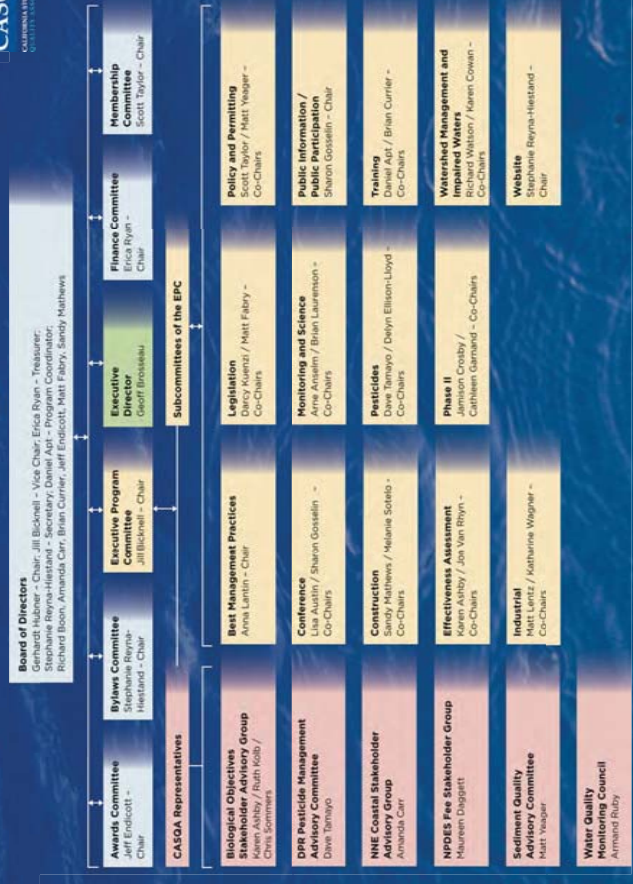 CALIFORNIA ST
QUALITY ASS
Board of Directors
Gerhardt Hubner – Chair; Jill Bicknell – Vice Chair; Erica Ryan – Treasurer;
Stephanie Reyna-Hiestand – Secretary; Daniel Apt – Program Coordinator;
Richard Boon, Amanda Carr, Brian Currier, Jeff Endicott, Matt Fabry, Sandy Mathews
Awards Committee
Jeff Endicott –
Chair
Bylaws Committee
Stephanie Reyna-
Hiestand – Chair
Executive Program
Committee
Jill Bicknell – Chair
Executive
Director
Geoff Brosseau
Finance Committee
Erica Ryan –
Chair
Membership
Committee
Scott Taylor – Chair
CASQA Representatives
Subcommittees of the EPC
Biological Objectives
Stakeholder Advisory Group
Karen Ashby / Ruth Kolb /
Chris Sommers
DPR Pesticide Management
Advisory Committee
Dave Tamayo
NNE Coastal Stakeholder
Advisory Group
Amanda Carr
NPDES Fee Stakeholder Group
Maureen Daggett
Sediment Quality
Advisory Committee
Matt Yeager
Water Quality
Monitoring Council
Armand Ruby
Best Management Practices
Anna Lantin – Chair
Conference
Lisa Austin / Sharon Gosselin –
Co-Chairs
Construction
Sandy Mathews / Melanie Sotelo –
Co-Chairs
Effectiveness Assessment
Karen Ashby / Jon Van Rhyn –
Co-Chairs
Industrial
Matt Lentz / Katharine Wagner –
Co-Chairs
Legislation
Darcy Kuenzi / Matt Fabry –
Co-Chairs
Monitoring and Science
Arne Anselm / Brian Laurenson –
Co-Chairs
Pesticides
Dave Tamayo / Delyn Ellison-Lloyd –
Co-Chairs
Phase II
Jamison Crosby /
Cathleen Garnand – Co-Chairs
Policy and Permitting
Scott Taylor / Matt Yeager –
Co-Chairs
Public Information /
Public Participation
Sharon Gosselin – Chair
Training
Daniel Apt / Brian Currier –
Co-Chairs
Watershed Management and
Impaired Waters
Richard Watson / Karen Cowan –
Co-Chairs
Website
Stephanie Reyna-Hiestand –
Chair